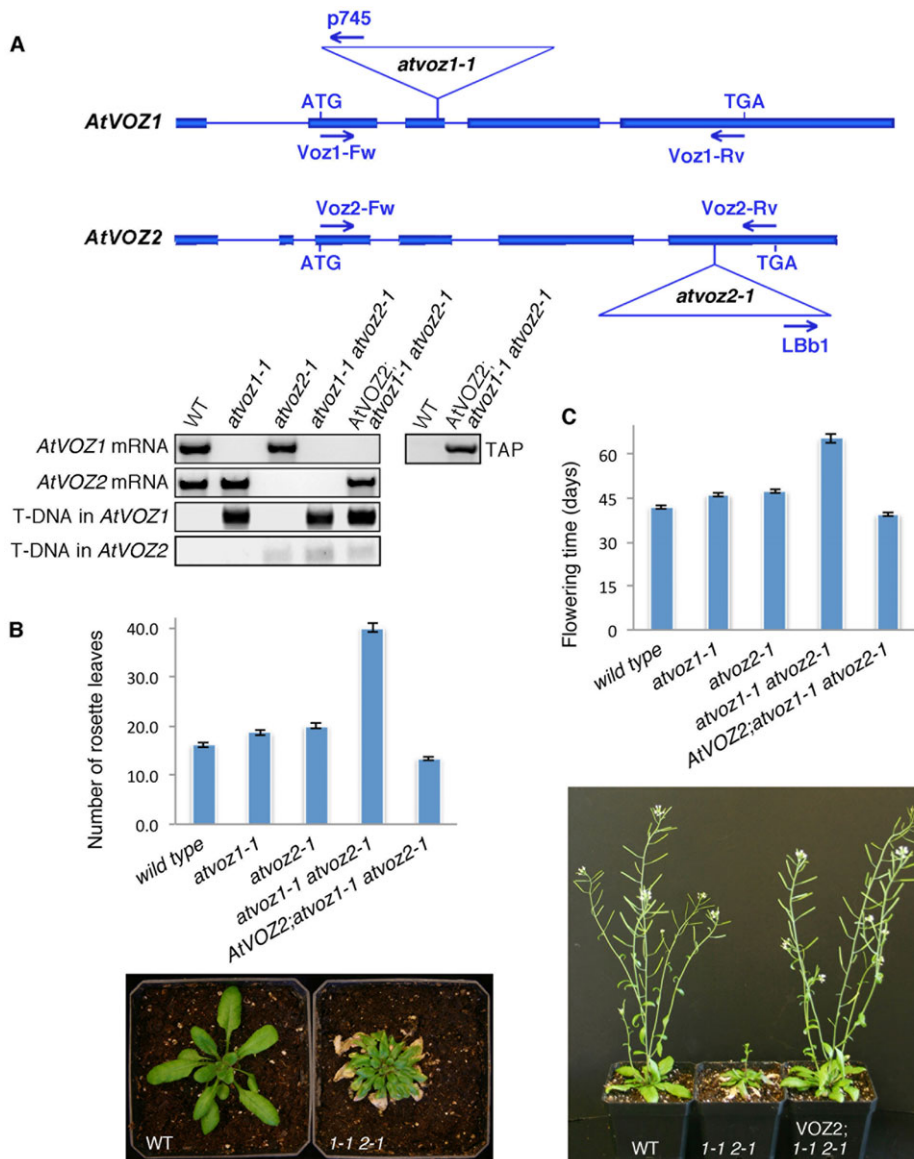 A
p745
atvoz1-1
ATG
TGA
AtVOZ1
Voz1-Fw
Voz1-Rv
Voz2-Fw
Voz2-Rv
AtVOZ2
ATG
TGA
atvoz2-1
LBb1
WT
atvoz1-1
atvoz2-1
atvoz1-1 atvoz2-1
AtVOZ2;
atvoz1-1 atvoz2-1
WT
AtVOZ2;
atvoz1-1 atvoz2-1
AtVOZ1 mRNA
TAP
AtVOZ2 mRNA
T-DNA in AtVOZ1
T-DNA in AtVOZ2
B
Number of rosette leaves
40.0
30.0
20.0
10.0
0.0
wild type
atvoz1-1
atvoz2-1
atvoz1-1 atvoz2-1
AtVOZ2;atvoz1-1 atvoz2-1
WT
1-1 2-1
C
Flowering time (days)
60
45
30
15
0
wild type
atvoz1-1
atvoz2-1
atvoz1-1 atvoz2-1
AtVOZ2;atvoz1-1 atvoz2-1
WT
1-1 2-1
VOZ2;
1-1 2-1